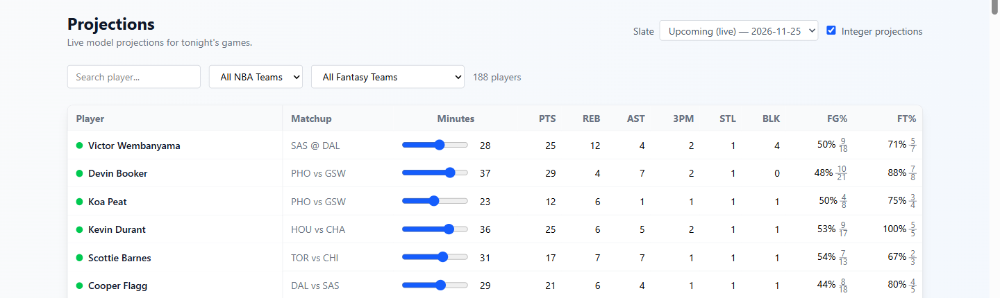 Projections
Live model projections for tonight's games.
Slate Upcoming (live) — 2026-11-25 Integer projections
Search player... All NBA Teams All Fantasy Teams 188 players
Player Matchup Minutes PTS REB AST 3PM STL BLK FG% FT%
Victor Wembanyama SAS @ DAL 28 25 12 4 2 1 4 50% 9/18 71% 5/7
Devin Booker PHO vs GSW 37 29 4 7 2 1 0 48% 10/21 88% 7/8
Koa Peat PHO vs GSW 23 12 6 1 1 1 1 50% 4/8 75% 3/4
Kevin Durant HOU vs CHA 36 25 6 5 2 1 1 53% 9/17 100% 5/5
Scottie Barnes TOR vs CHI 31 17 7 7 1 1 1 54% 7/13 67% 2/3
Cooper Flagg DAL vs SAS 29 21 6 4 1 1 1 44% 8/18 80% 4/5